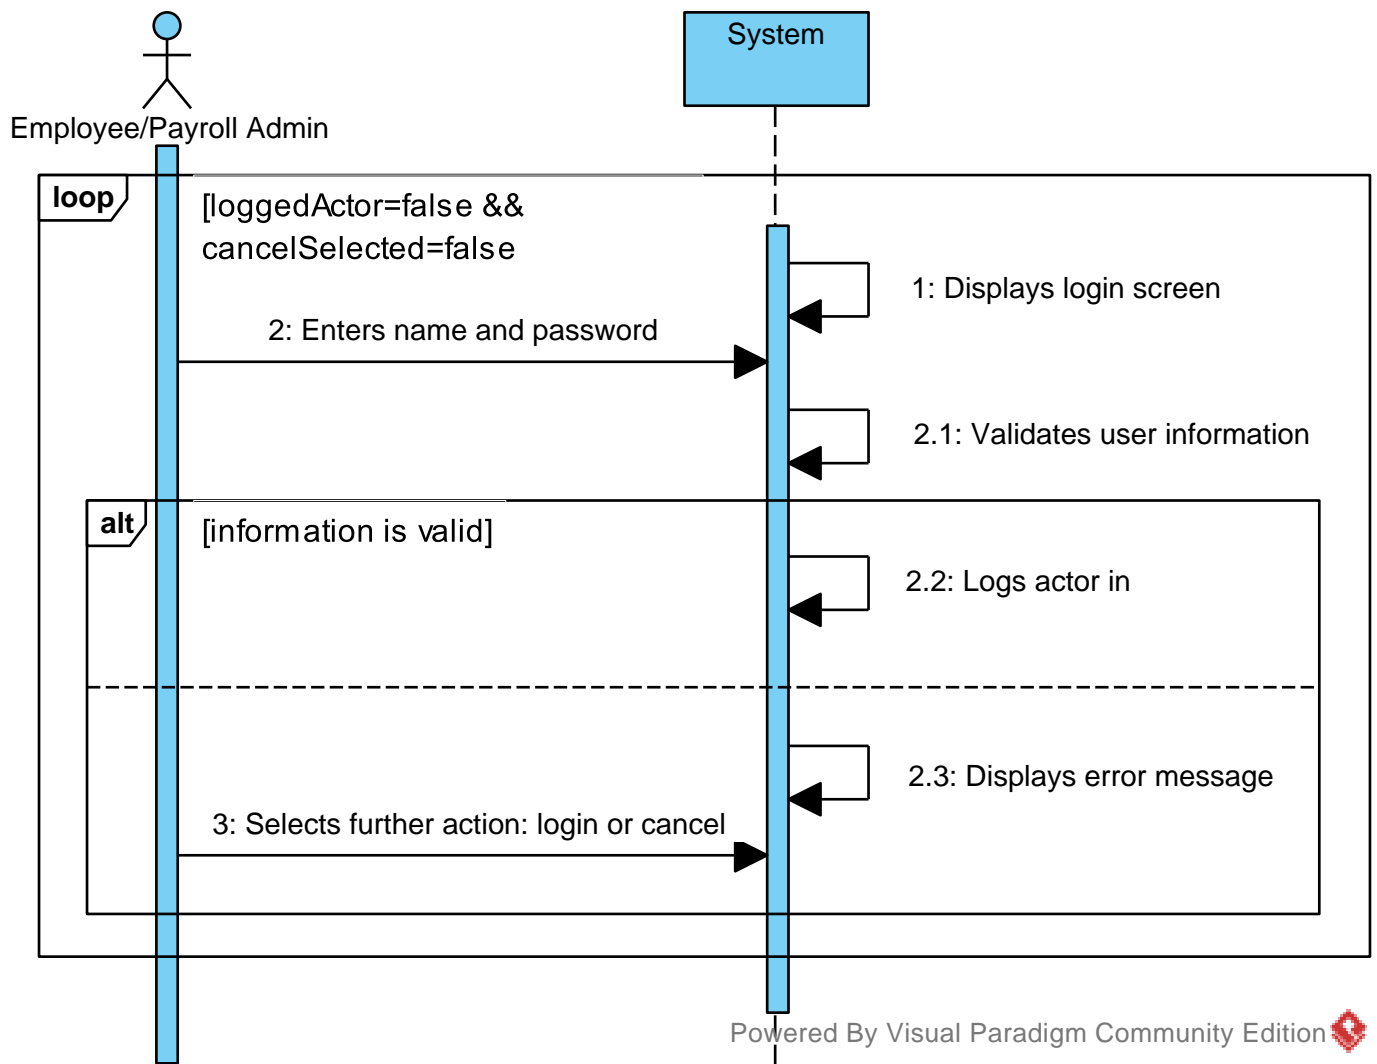 System
Employee/Payroll Admin
loop
[loggedActor=false &&
cancelSelected=false
1: Displays login screen
2: Enters name and password
2.1: Validates user information
alt
[information is valid]
2.2: Logs actor in
2.3: Displays error message
3: Selects further action: login or cancel
Powered By Visual Paradigm Community Edition